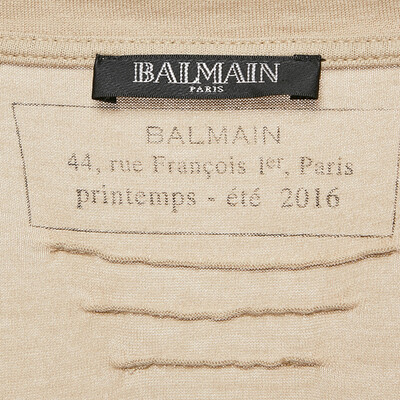 BALMAIN
PARIS
BALMAIN
44, rue François 1er, Paris
printemps - été 2016